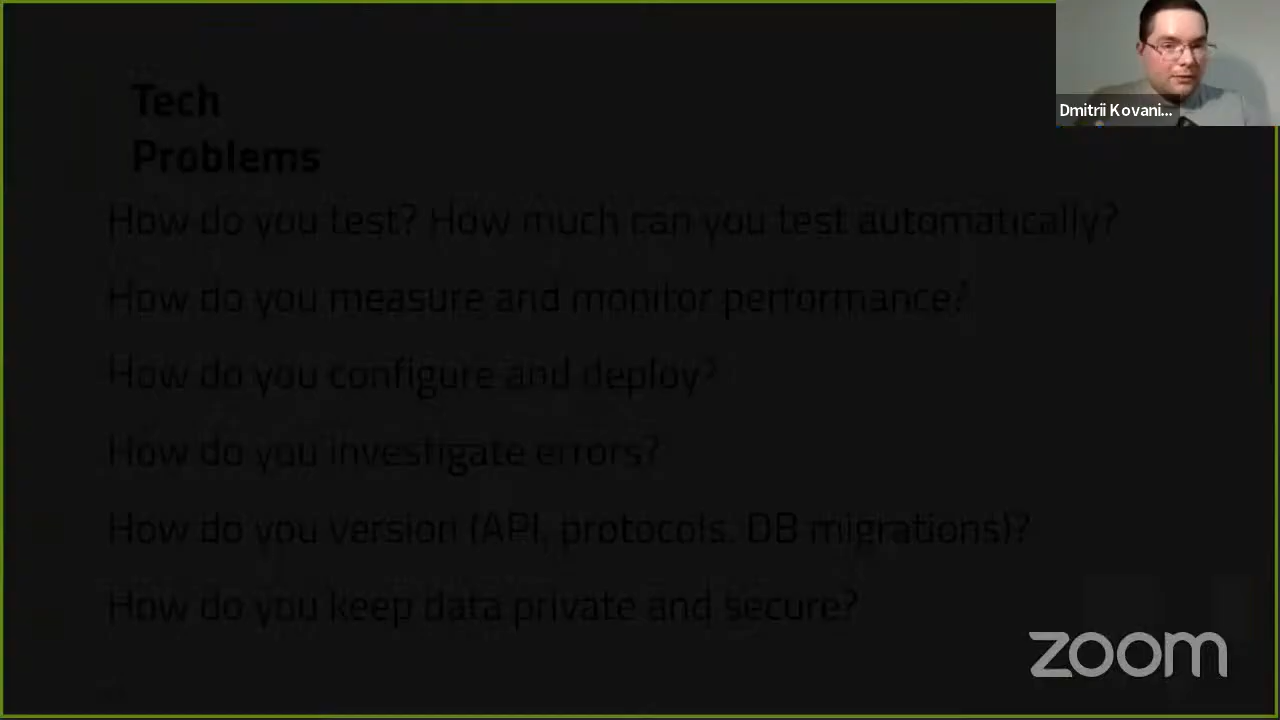 Dmitrii Kovani...
Tech
Problems
How do you test? How much can you test automatically?
How do you measure and monitor performance?
How do you configure and deploy?
How do you investigate errors?
How do you version (API, protocols, DB migrations)?
How do you keep data private and secure?
zoom